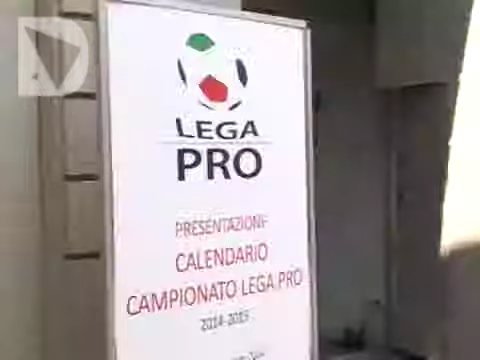 LEGA
PRO
PRESENTAZIONE
CALENDARIO
CAMPIONATO LEGA PRO
2014-2015